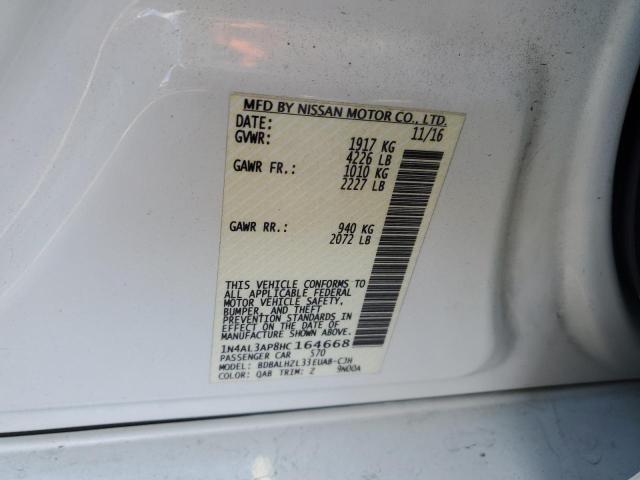 MFD BY NISSAN MOTOR CO., LTD.
DATE: 11/16
GVWR: 1917 KG
4226 LB
GAWR FR.: 1010 KG
2227 LB
GAWR RR.: 940 KG
2072 LB
THIS VEHICLE CONFORMS TO
ALL APPLICABLE FEDERAL
MOTOR VEHICLE SAFETY,
BUMPER, AND THEFT
PREVENTION STANDARDS IN
EFFECT ON THE DATE OF
MANUFACTURE SHOWN ABOVE.
1N4AL3AP8HC164668
PASSENGER CAR 570
MODEL: BDBALHZL33EUAB-CJH
COLOR: QAB TRIM: Z 9N00A